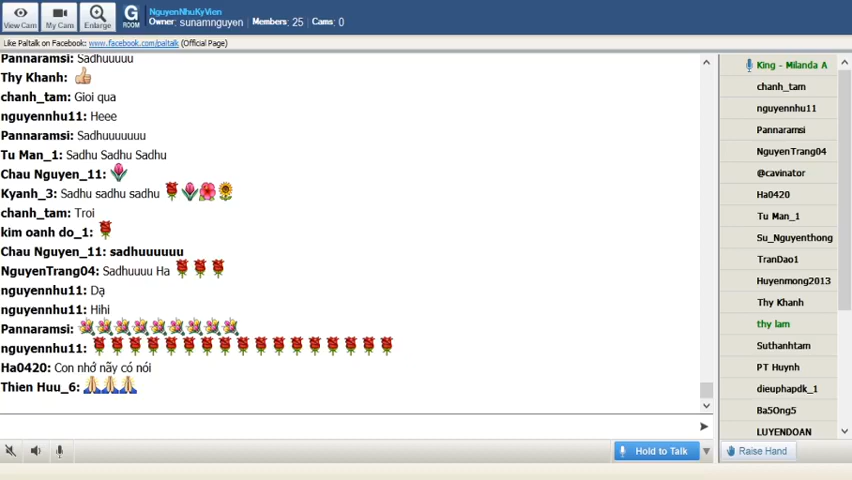 View Cam
My Cam
Enlarge
G
ROOM
NguyenNhuKyVien
Owner: sunamnguyen Members: 25 Cams: 0
Like Paltalk on Facebook: www.facebook.com/paltalk (Official Page)
Pannaramsi: Sadhuuuuu
Thy Khanh:
chanh_tam: Gioi qua
nguyennhu11: Heee
Pannaramsi: Sadhuuuuuuu
Tu Man_1: Sadhu Sadhu Sadhu
Chau Nguyen_11:
Kyanh_3: Sadhu sadhu sadhu
chanh_tam: Troi
kim oanh do_1:
Chau Nguyen_11: sadhuuuuuu
NguyenTrang04: Sadhuuuu Ha
nguyennhu11: Dạ
nguyennhu11: Hihi
Pannaramsi:
nguyennhu11:
Ha0420: Con nhớ nãy có nói
Thien Huu_6:
Hold to Talk
King - Milanda A
chanh_tam
nguyennhu11
Pannaramsi
NguyenTrang04
@cavinator
Ha0420
Tu Man_1
Su_Nguyenthong
TranDao1
Huyenmong2013
Thy Khanh
thy lam
Suthanhtam
PT Huynh
dieuphapdk_1
Ba5Ong5
LUYENDOAN
Raise Hand